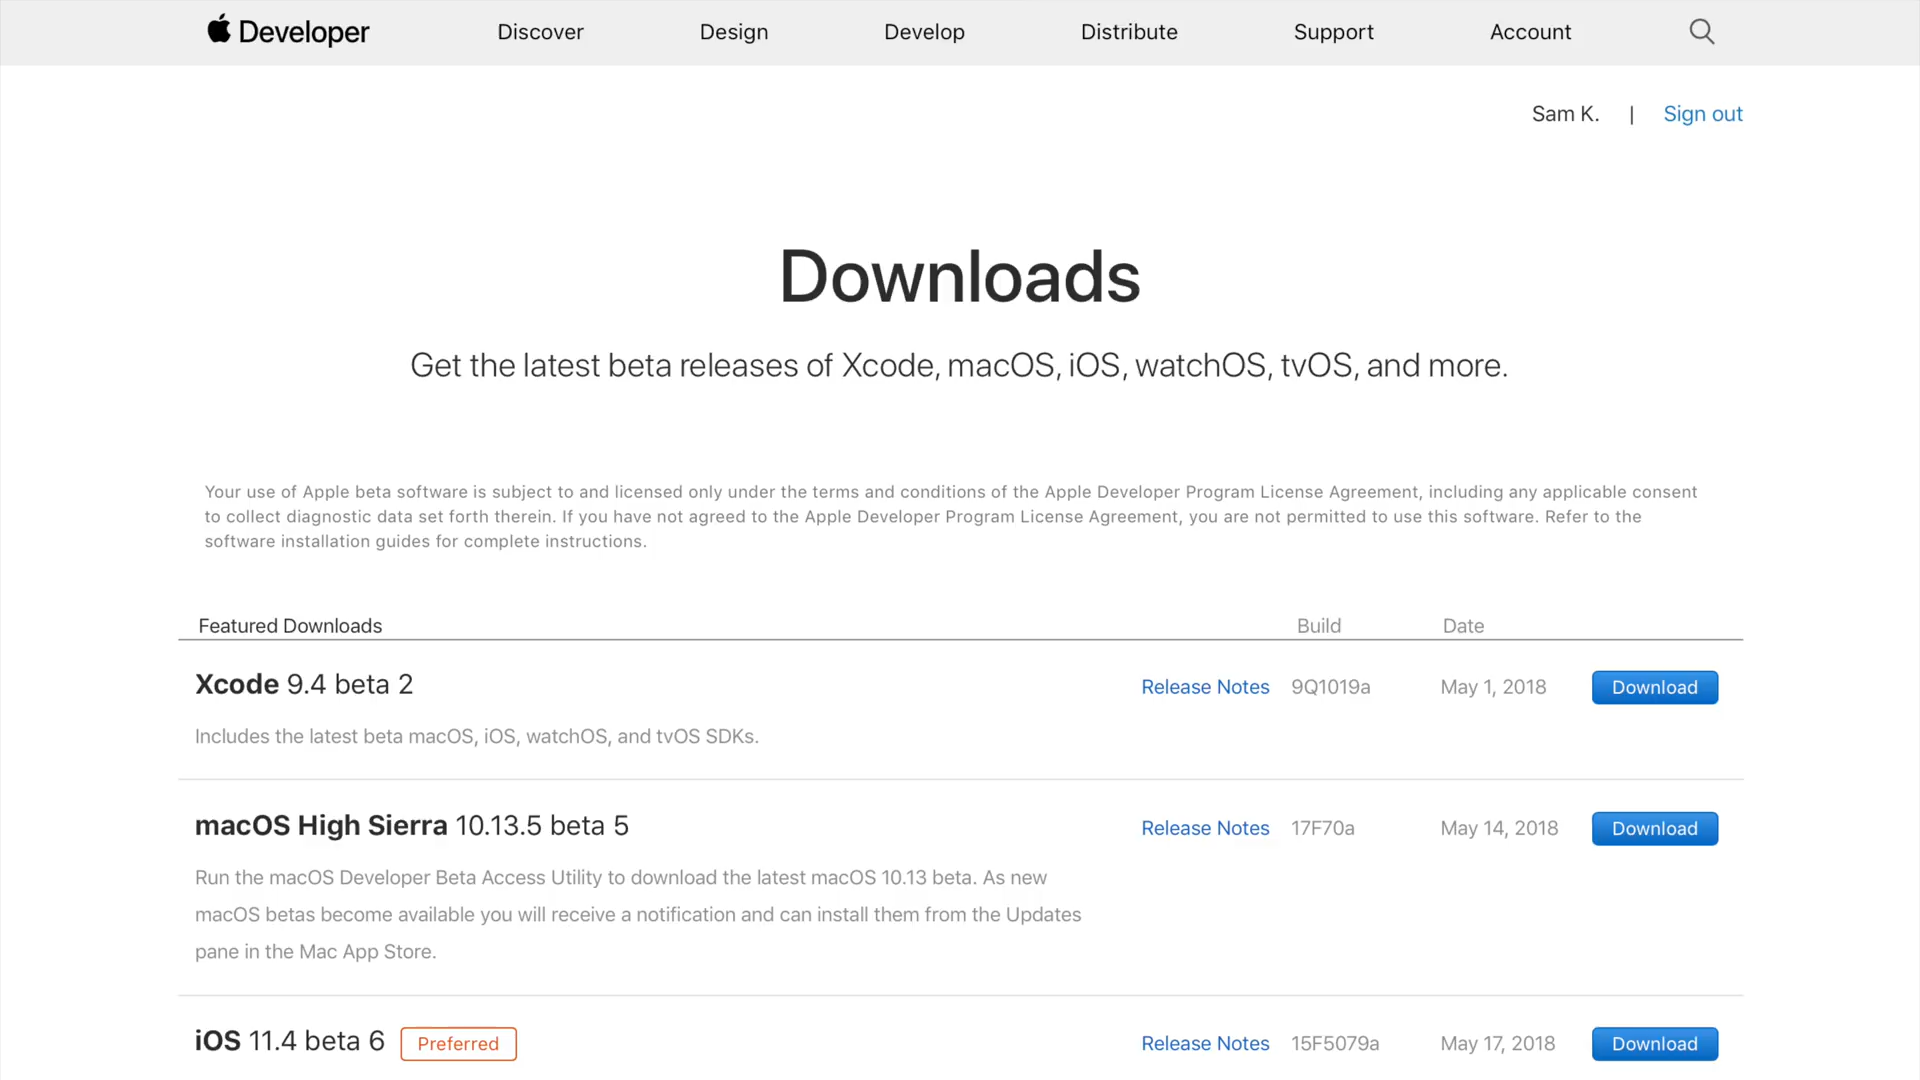 Developer Discover Design Develop Distribute Support Account
Sam K. | Sign out
Downloads
Get the latest beta releases of Xcode, macOS, iOS, watchOS, tvOS, and more.
Your use of Apple beta software is subject to and licensed only under the terms and conditions of the Apple Developer Program License Agreement, including any applicable consent
to collect diagnostic data set forth therein. If you have not agreed to the Apple Developer Program License Agreement, you are not permitted to use this software. Refer to the
software installation guides for complete instructions.
Featured Downloads Build Date
Xcode 9.4 beta 2 Release Notes 9Q1019a May 1, 2018 Download
Includes the latest beta macOS, iOS, watchOS, and tvOS SDKs.
macOS High Sierra 10.13.5 beta 5 Release Notes 17F70a May 14, 2018 Download
Run the macOS Developer Beta Access Utility to download the latest macOS 10.13 beta. As new
macOS betas become available you will receive a notification and can install them from the Updates
pane in the Mac App Store.
iOS 11.4 beta 6 Preferred Release Notes 15F5079a May 17, 2018 Download